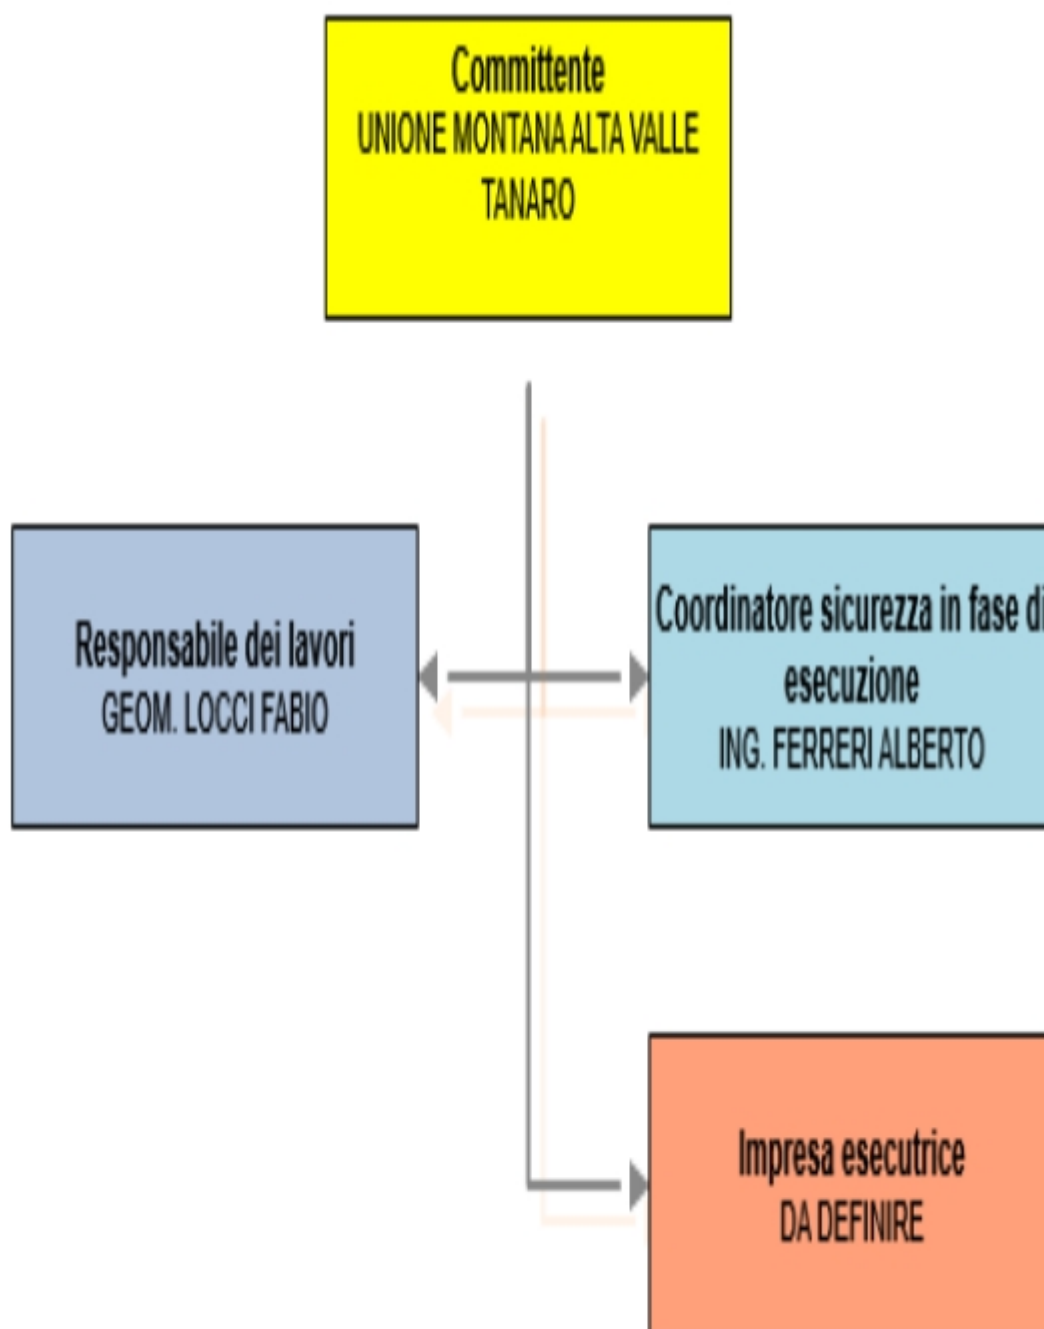 Committente
UNIONE MONTANA ALTA VALLE
TANARO
Responsabile dei lavori
GEOM. LOCCI FABIO
Coordinatore sicurezza in fase di
esecuzione
ING. FERRERI ALBERTO
Impresa esecutrice
DA DEFINIRE